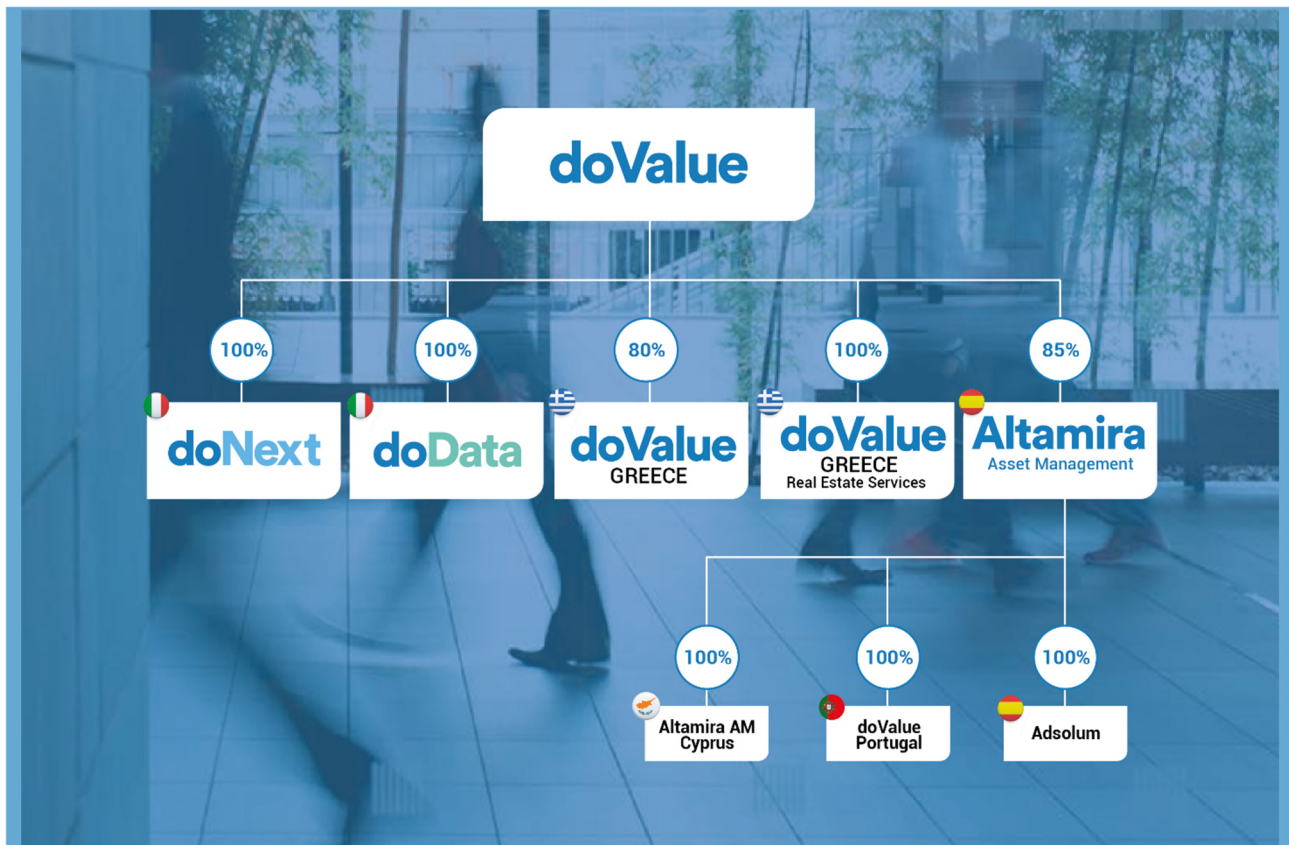 doValue
100%
100%
80%
100%
85%
doNext
doData
doValue
GREECE
doValue
GREECE
Real Estate Services
Altamira
Asset Management
100%
100%
100%
Altamira AM
Cyprus
doValue
Portugal
Adsolum